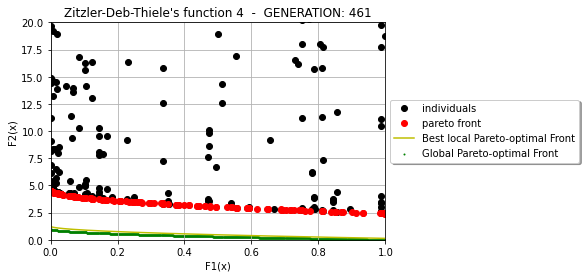 Zitzler-Deb-Thiele's function 4 - GENERATION: 461
20.0
17.5
15.0
12.5
10.0
7.5
5.0
2.5
0.0
F2(x)
0.0 0.2 0.4 0.6 0.8 1.0
F1(x)
individuals
pareto front
Best local Pareto-optimal Front
Global Pareto-optimal Front